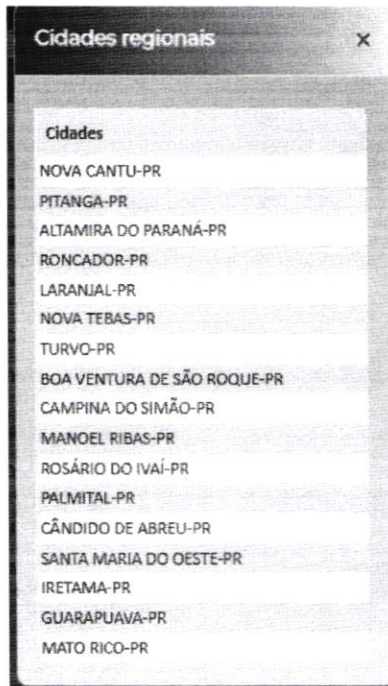 Cidades regionais ×
Cidades
NOVA CANTU-PR
PITANGA-PR
ALTAMIRA DO PARANÁ-PR
RONCADOR-PR
LARANJAL-PR
NOVA TEBAS-PR
TURVO-PR
BOA VENTURA DE SÃO ROQUE-PR
CAMPINA DO SIMÃO-PR
MANOEL RIBAS-PR
ROSÁRIO DO IVAÍ-PR
PALMITAL-PR
CÂNDIDO DE ABREU-PR
SANTA MARIA DO OESTE-PR
IRETAMA-PR
GUARAPUAVA-PR
MATO RICO-PR